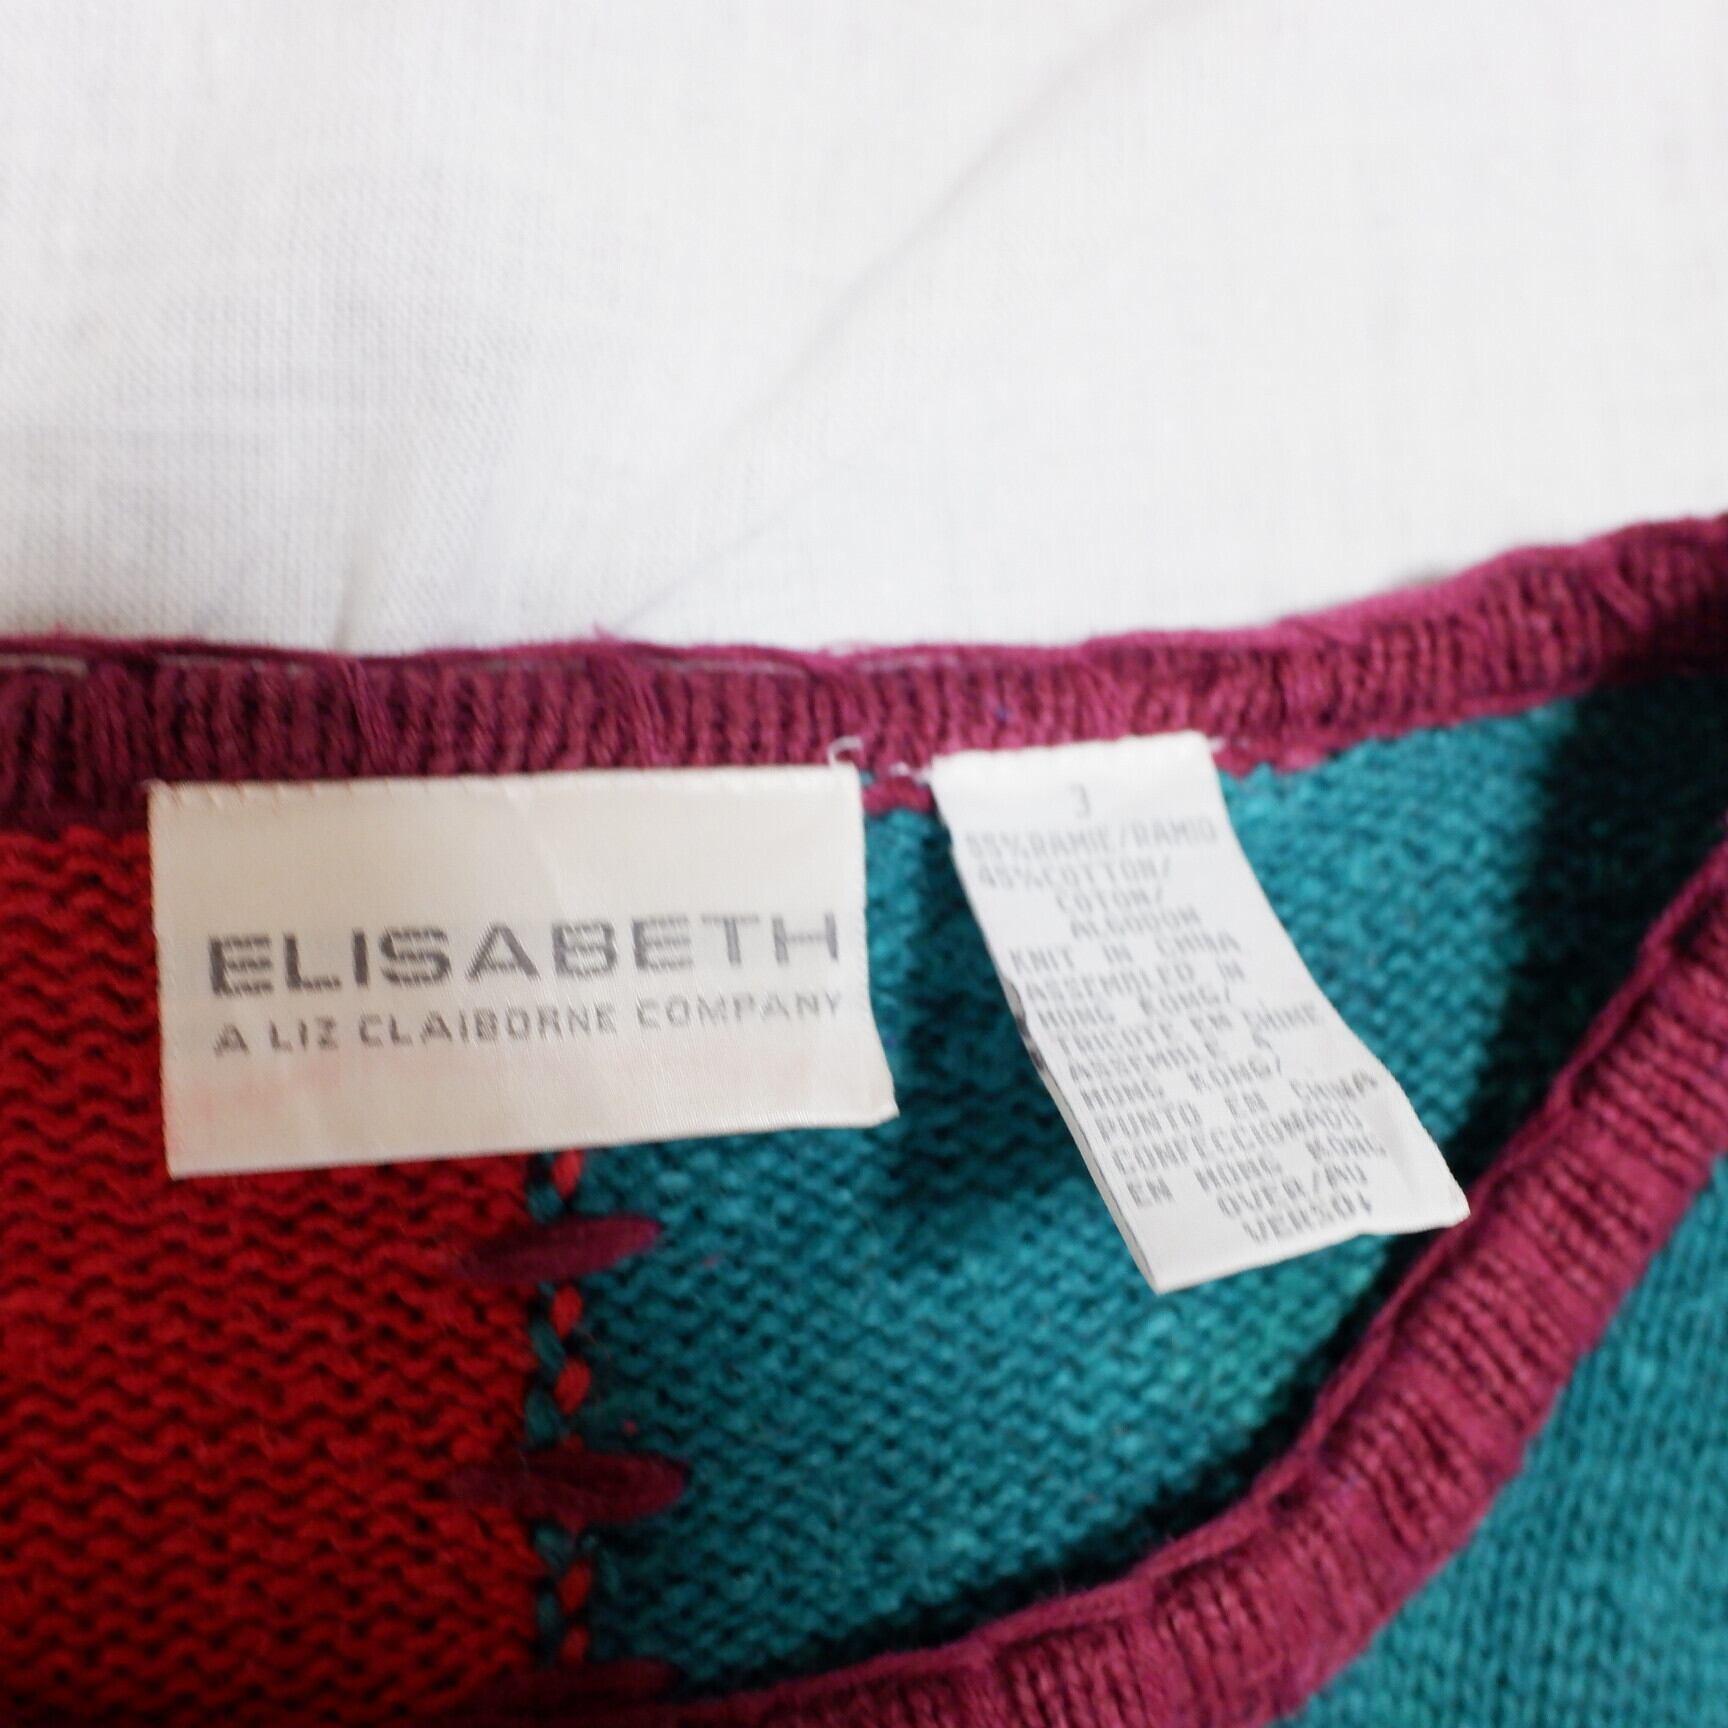 ELISABETH
A LIZ CLAIBORNE COMPANY
3
55%RAMIE/RAMIO
45%COTTON/
COTON/
ALGODON
KNIT IN CHINA
ASSEMBLED IN
HONG KONG/
TRICOTE EN CHINE
ASSEMBLE A
HONG KONG/
PUNTO EN CHINA
CONFECCIONADO
EN HONG KONG
OVER/AU
VERSO